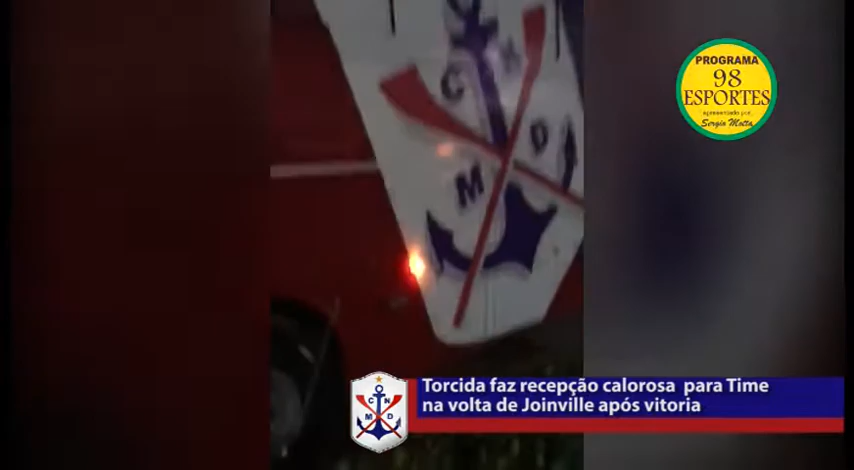 PROGRAMA
98
ESPORTES
apresentado por
Sergio Motta
C N
M D
Torcida faz recepção calorosa para Time
na volta de Joinville após vitoria
C N
M D